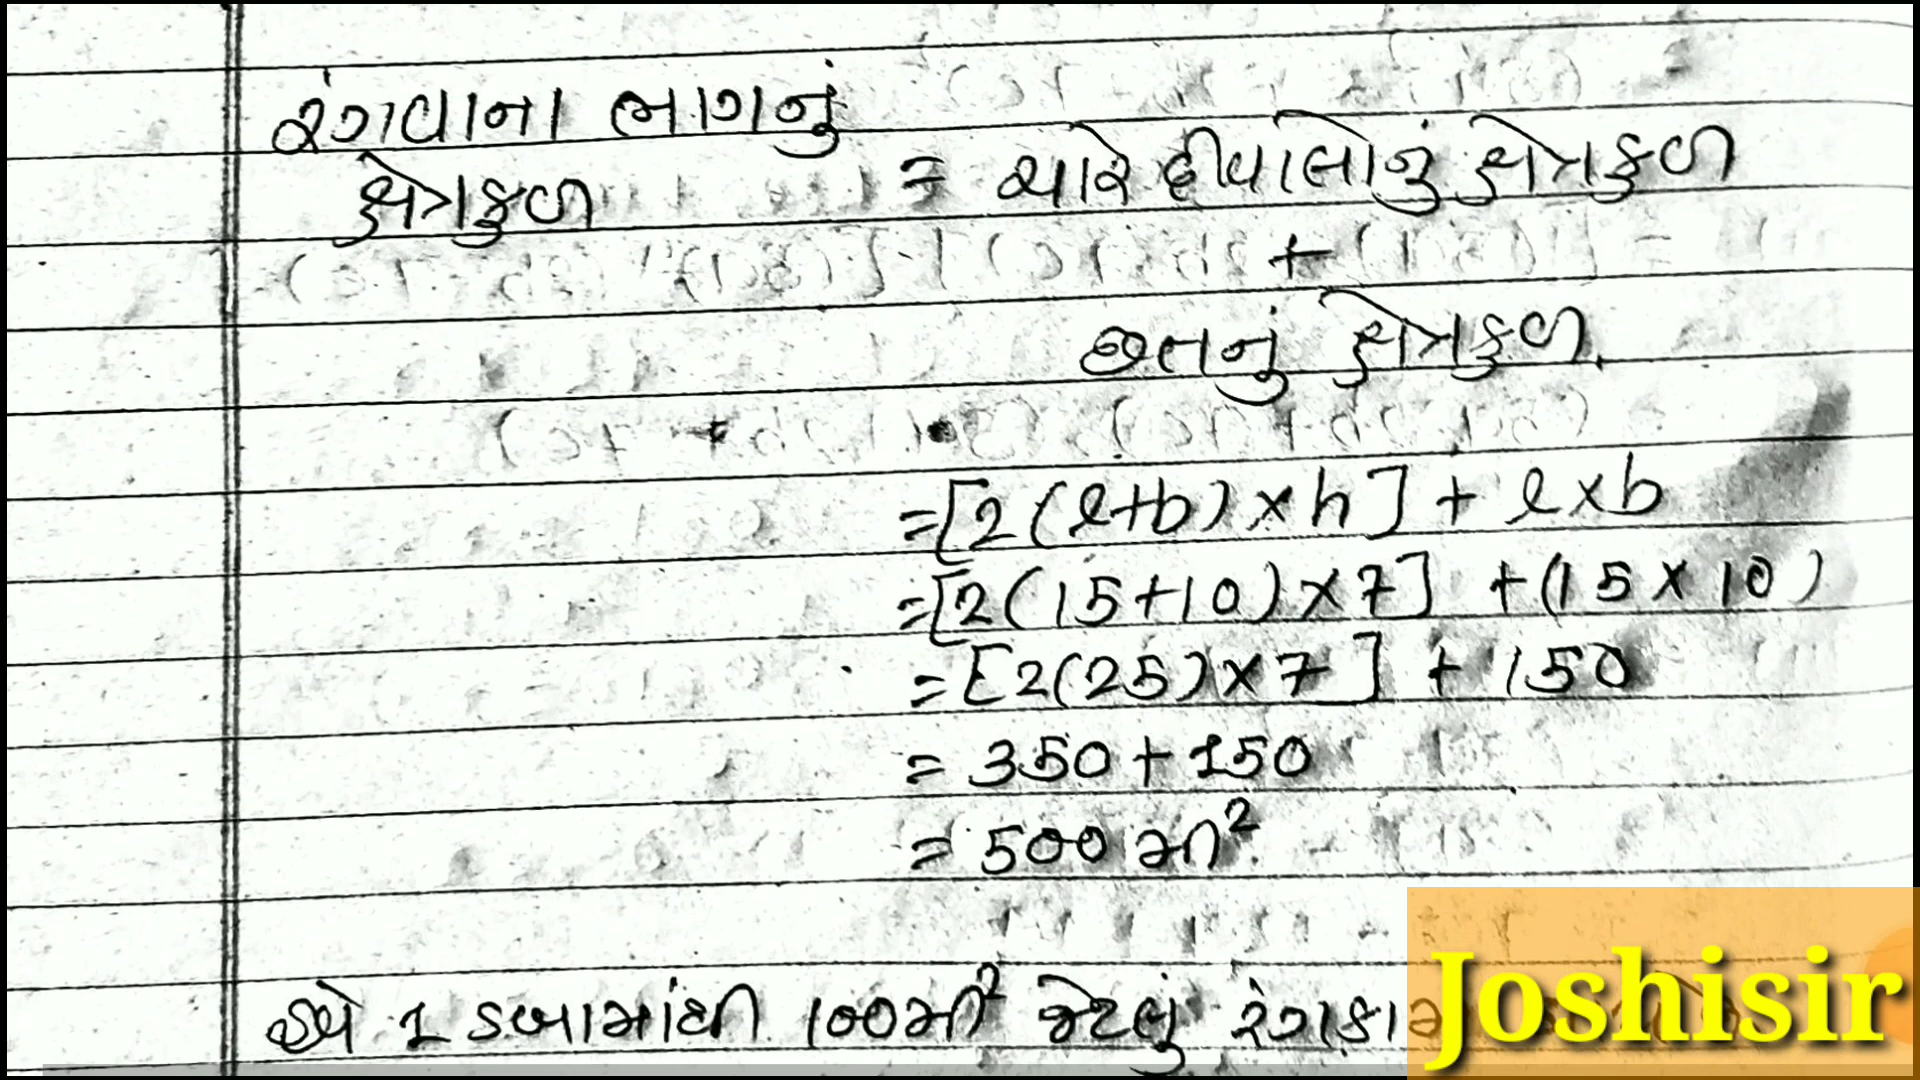 રંગવાના ભાગનું
ક્ષેત્રફળ = ચારે દીવાલોનું ક્ષેત્રફળ
+
છતનું ક્ષેત્રફળ.
=[2(l+b)×h] + l×b
=[2(15+10)×7] +(15×10)
=[2(25)×7] + 150
= 350+150
= 500 મી²
હવે 1 ડબામાંથી 100મી² જેટલું
Joshisir